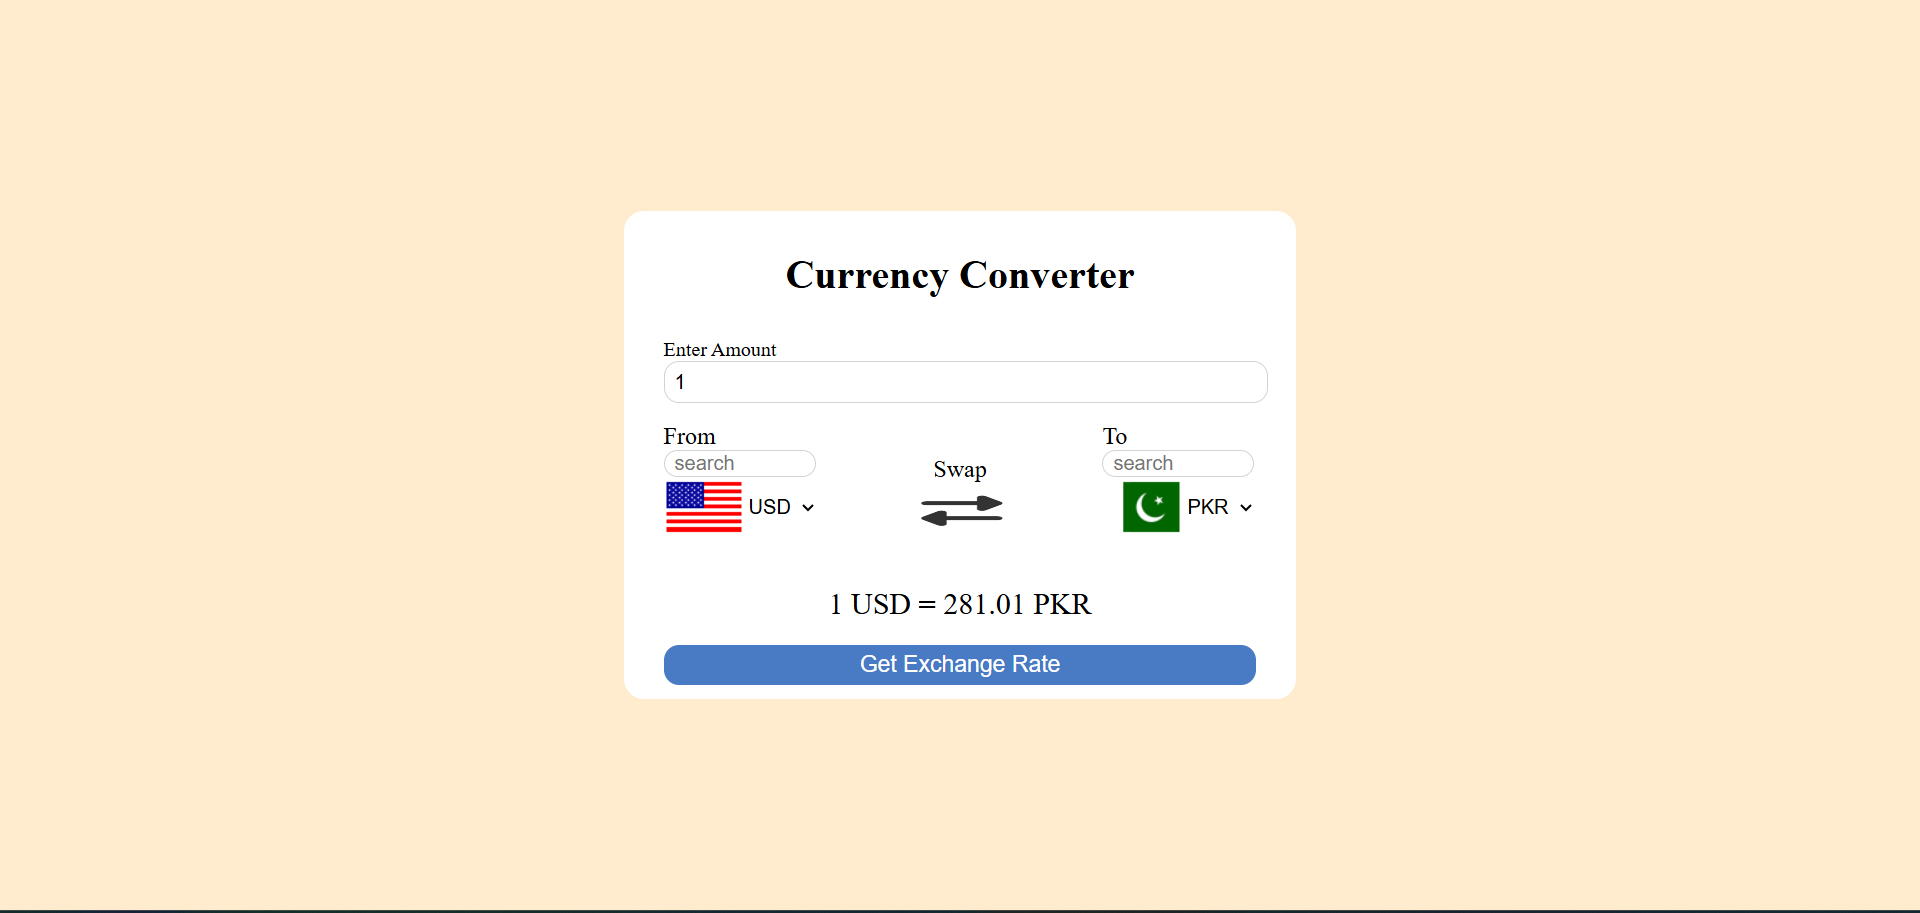 Currency Converter
Enter Amount
1
From
To
search
search
Swap
USD
PKR
1 USD = 281.01 PKR
Get Exchange Rate